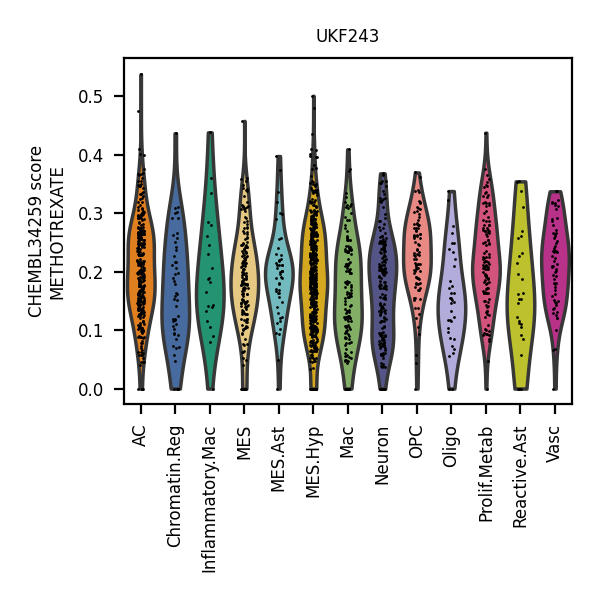 UKF243
CHEMBL34259 score
METHOTREXATE
0.5
0.4
0.3
0.2
0.1
0.0
AC
Chromatin.Reg
Inflammatory.Mac
MES
MES.Ast
MES.Hyp
Mac
Neuron
OPC
Oligo
Prolif.Metab
Reactive.Ast
Vasc